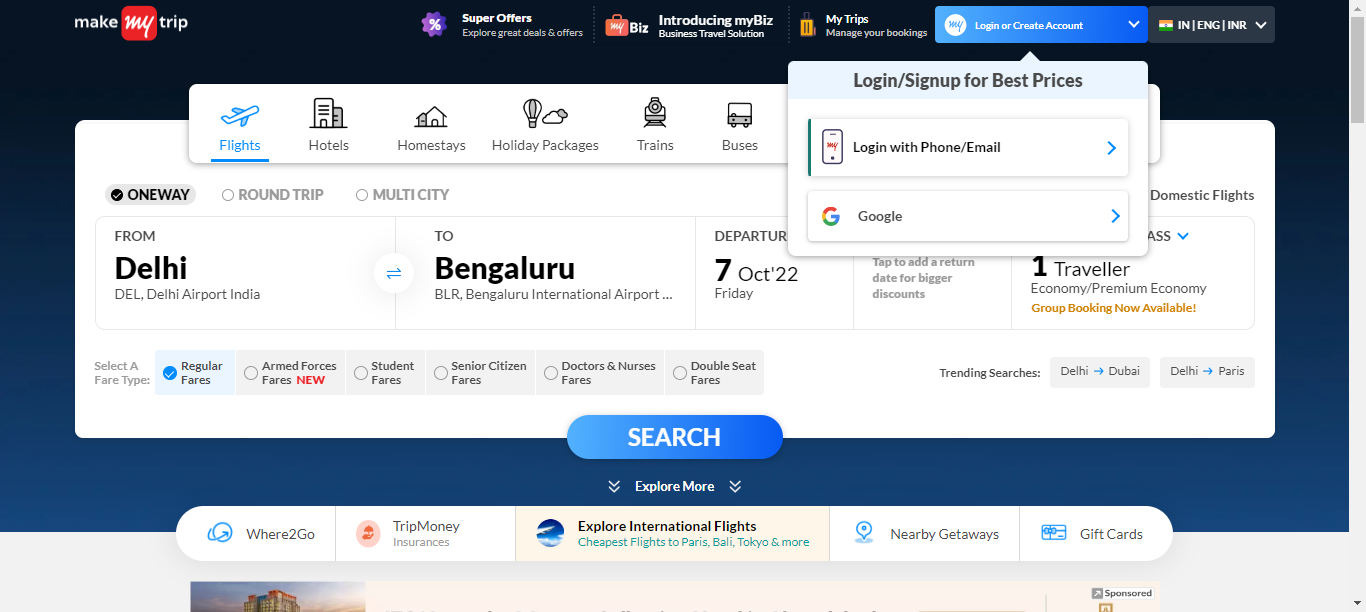 make my trip
%
Super Offers
Explore great deals & offers
my Biz
Introducing myBiz
Business Travel Solution
My Trips
Manage your bookings
my
Login or Create Account
IN | ENG | INR
Login/Signup for Best Prices
my
Login with Phone/Email
Google
Flights
Hotels
Homestays
Holiday Packages
Trains
Buses
ONEWAY
ROUND TRIP
MULTI CITY
Domestic Flights
FROM
Delhi
DEL, Delhi Airport India
TO
Bengaluru
BLR, Bengaluru International Airport ...
DEPARTUR
7 Oct'22
Friday
Tap to add a return
date for bigger
discounts
ASS
1 Traveller
Economy/Premium Economy
Group Booking Now Available!
Select A
Fare Type:
Regular
Fares
Armed Forces
Fares NEW
Student
Fares
Senior Citizen
Fares
Doctors & Nurses
Fares
Double Seat
Fares
Trending Searches:
Delhi → Dubai
Delhi → Paris
SEARCH
Explore More
Where2Go
TripMoney
Insurances
Explore International Flights
Cheapest Flights to Paris, Bali, Tokyo & more
Nearby Getaways
Gift Cards
Sponsored